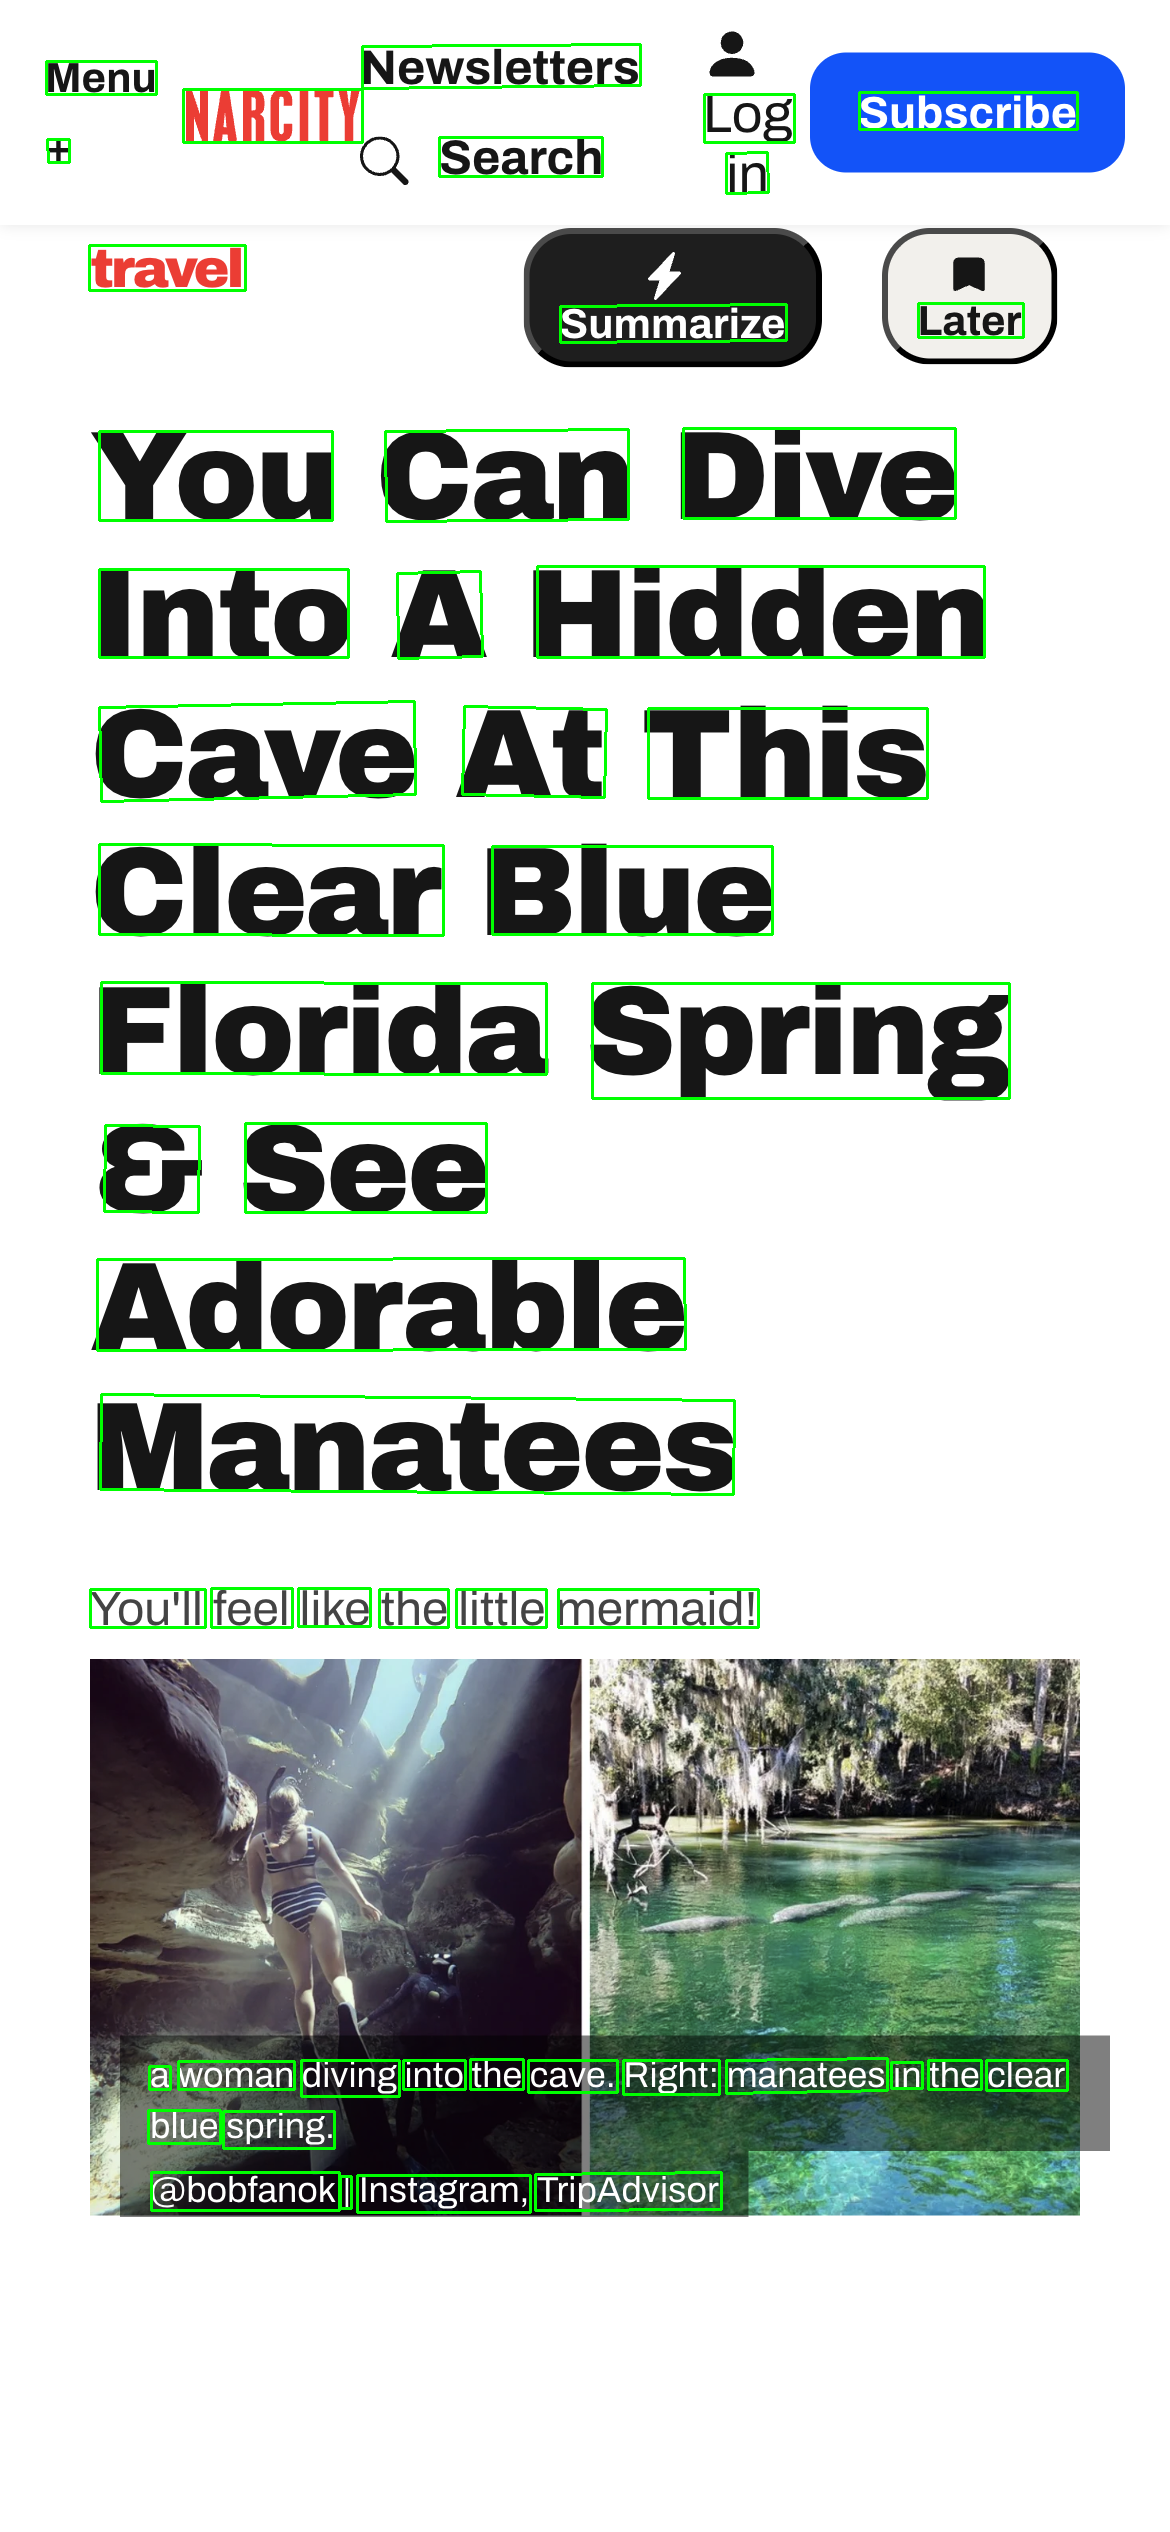 Menu
+
NARCITY
Newsletters
Search
Log
in
Subscribe
travel
Summarize
Later
You Can Dive
Into A Hidden
Cave At This
Clear Blue
Florida Spring
& See
Adorable
Manatees
You'll feel like the little mermaid!
a woman diving into the cave. Right: manatees in the clear
blue spring.
@bobfanok | Instagram, TripAdvisor